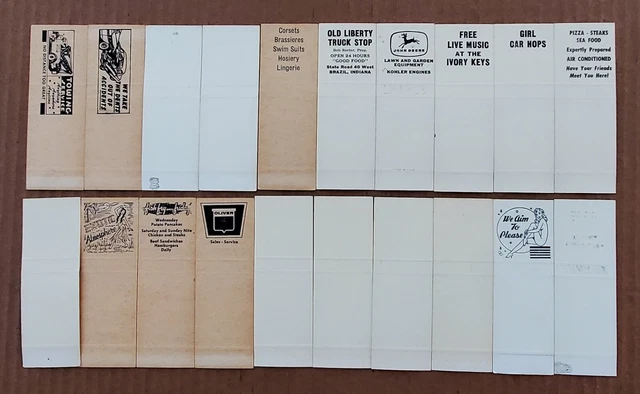 TOWING
SERVICE
WE TAKE
THE DENTS
OUT OF
ACCIDENTS
Corsets
Brassieres
Swim Suits
Hosiery
Lingerie
OLD LIBERTY
TRUCK STOP
OPEN 24 HOURS
"GOOD FOOD"
State Road 40 West
BRAZIL, INDIANA
JOHN DEERE
LAWN AND GARDEN
EQUIPMENT
KOHLER ENGINES
FREE
LIVE MUSIC
AT THE
IVORY KEYS
GIRL
CAR HOPS
PIZZA - STEAKS
SEA FOOD
Expertly Prepared
AIR CONDITIONED
Have Your Friends
Meet You Here!
Atmosphere
Wednesday
Potato Pancakes
Saturday and Sunday Nite
Chicken and Steaks
Beef Sandwiches
Hamburgers
Daily
OLIVER
Sales - Service
We Aim
To
Please